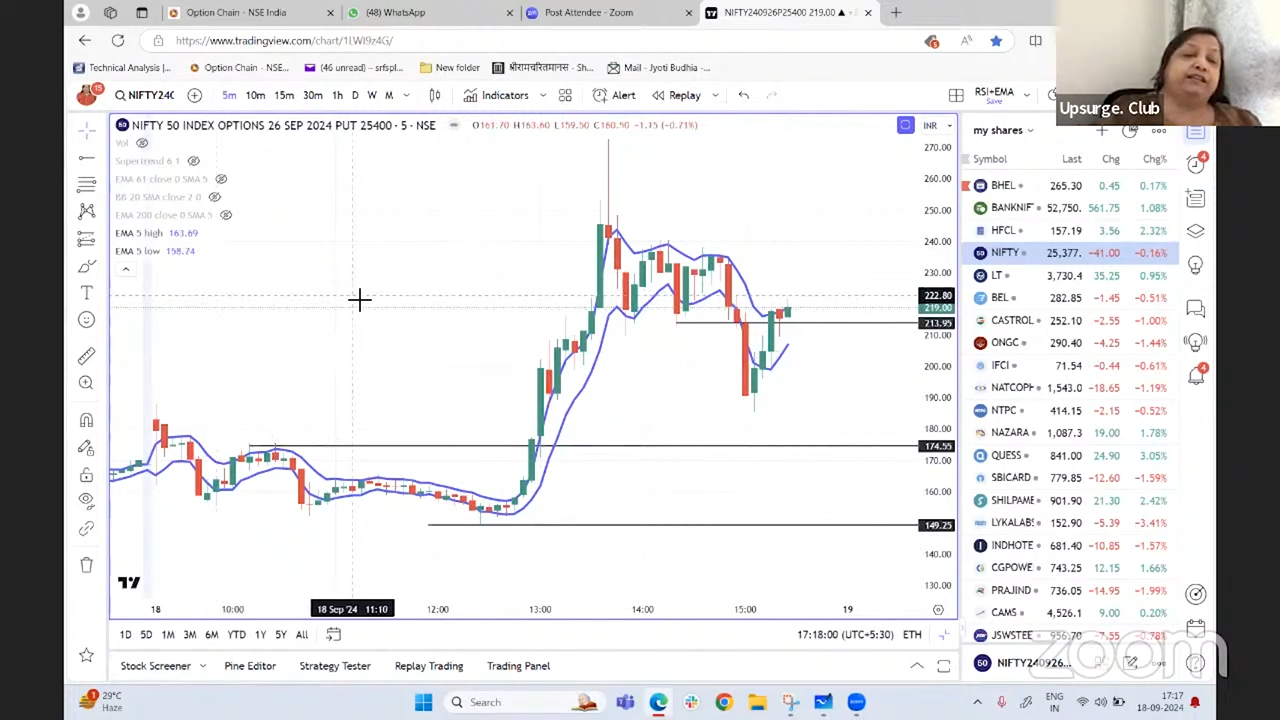 Option Chain - NSE India
(48) WhatsApp
Post Attendee - Zoom
NIFTY240926P25400 219.00 ▲
https://www.tradingview.com/chart/1LWI9z4G/
Technical Analysis |...
Option Chain - NSE...
(46 unread) - srfspl...
New folder
श्रीरामचरितमानस - Sh...
Mail - Jyoti Budhia -...
15
NIFTY24(
5m 10m 15m 30m 1h D W M
Indicators
Alert
Replay
RSI+EMA
Save
Upsurge. Club
NIFTY 50 INDEX OPTIONS 26 SEP 2024 PUT 25400 · 5 · NSE
O161.70 H163.60 L159.50 C160.50 -1.15 (-0.71%)
INR
Vol
Supertrend 6 1
EMA 61 close 0 SMA 5
BB 20 SMA close 2 0
EMA 200 close 0 SMA 5
EMA 5 high 163.69
EMA 5 low 158.74
270.00
260.00
250.00
240.00
230.00
222.80
219.00
213.95
210.00
200.00
190.00
180.00
174.55
170.00
160.00
149.25
140.00
130.00
18 10:00 18 Sep '24 11:10 12:00 13:00 14:00 15:00 19
1D 5D 1M 3M 6M YTD 1Y 5Y All
17:18:00 (UTC+5:30) ETH
Stock Screener Pine Editor Strategy Tester Replay Trading Trading Panel
my shares
Symbol Last Chg Chg%
BHEL 265.30 0.45 0.17%
BANKNIF 52,750. 561.75 1.08%
HFCL 157.19 3.56 2.32%
NIFTY 25,377. -41.00 -0.16%
LT 3,730.4 35.25 0.95%
BEL 282.85 -1.45 -0.51%
CASTROL 252.10 -2.55 -1.00%
ONGC 290.40 -4.25 -1.44%
IFCI 71.54 -0.44 -0.61%
NATCOPH 1,543.0 -18.65 -1.19%
NTPC 414.15 -2.15 -0.52%
NAZARA 1,087.3 19.00 1.78%
QUESS 841.00 24.90 3.05%
SBICARD 779.85 -12.60 -1.59%
SHILPAME 901.90 21.30 2.42%
LYKALABS 152.90 -5.39 -3.41%
INDHOTE 681.40 -10.85 -1.57%
CGPOWE 743.25 12.15 1.66%
PRAJIND 736.05 -14.95 -1.99%
CAMS 4,526.1 9.00 0.20%
JSWSTEE 956.70 -7.55 -0.78%
NIFTY240926...
zoom
29°C
Haze
Search
ENG
IN
17:17
18-09-2024